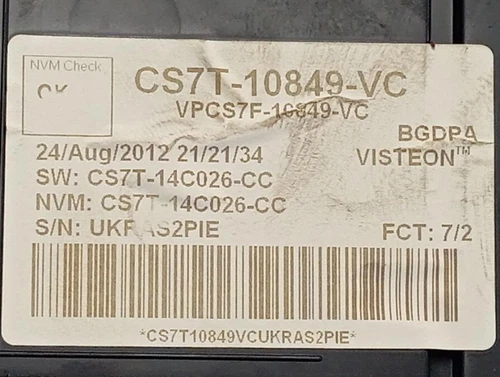 NVM Check
OK
CS7T-10849-VC
VPCS7F-10849-VC
BGDPA
24/Aug/2012 21/21/34
VISTEON™
SW: CS7T-14C026-CC
NVM: CS7T-14C026-CC
S/N: UKRAS2PIE
FCT: 7/2
*CS7T10849VCUKRAS2PIE*